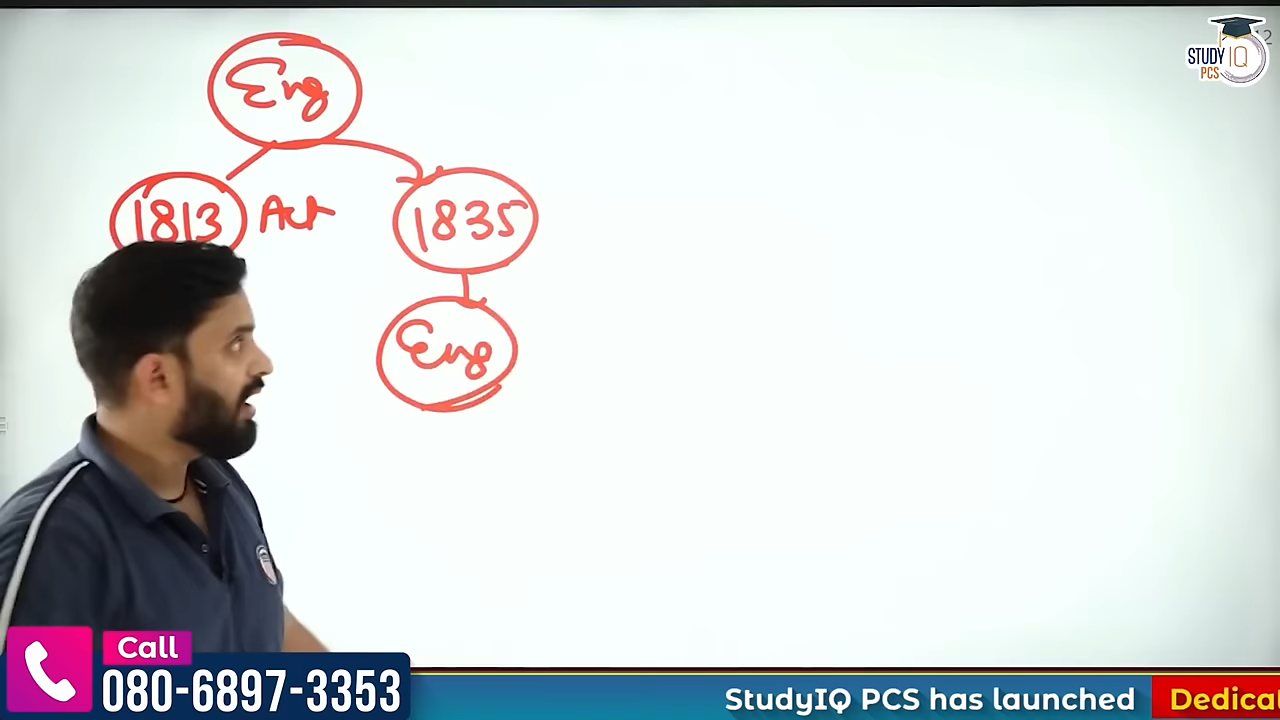 STUDY IQ
PCS
Eng
1813 Act
1835
Eng
Call
080-6897-3353
StudyIQ PCS has launched
Dedica